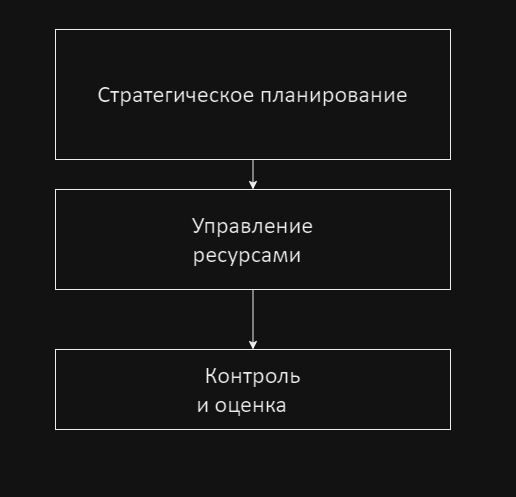 Стратегическое планирование
Управление
ресурсами
Контроль
и оценка